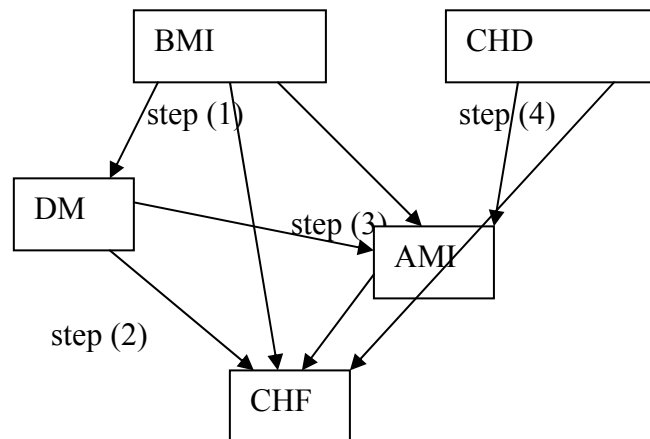 BMI
CHD
step (1)
step (4)
DM
step (3)
AMI
step (2)
CHF